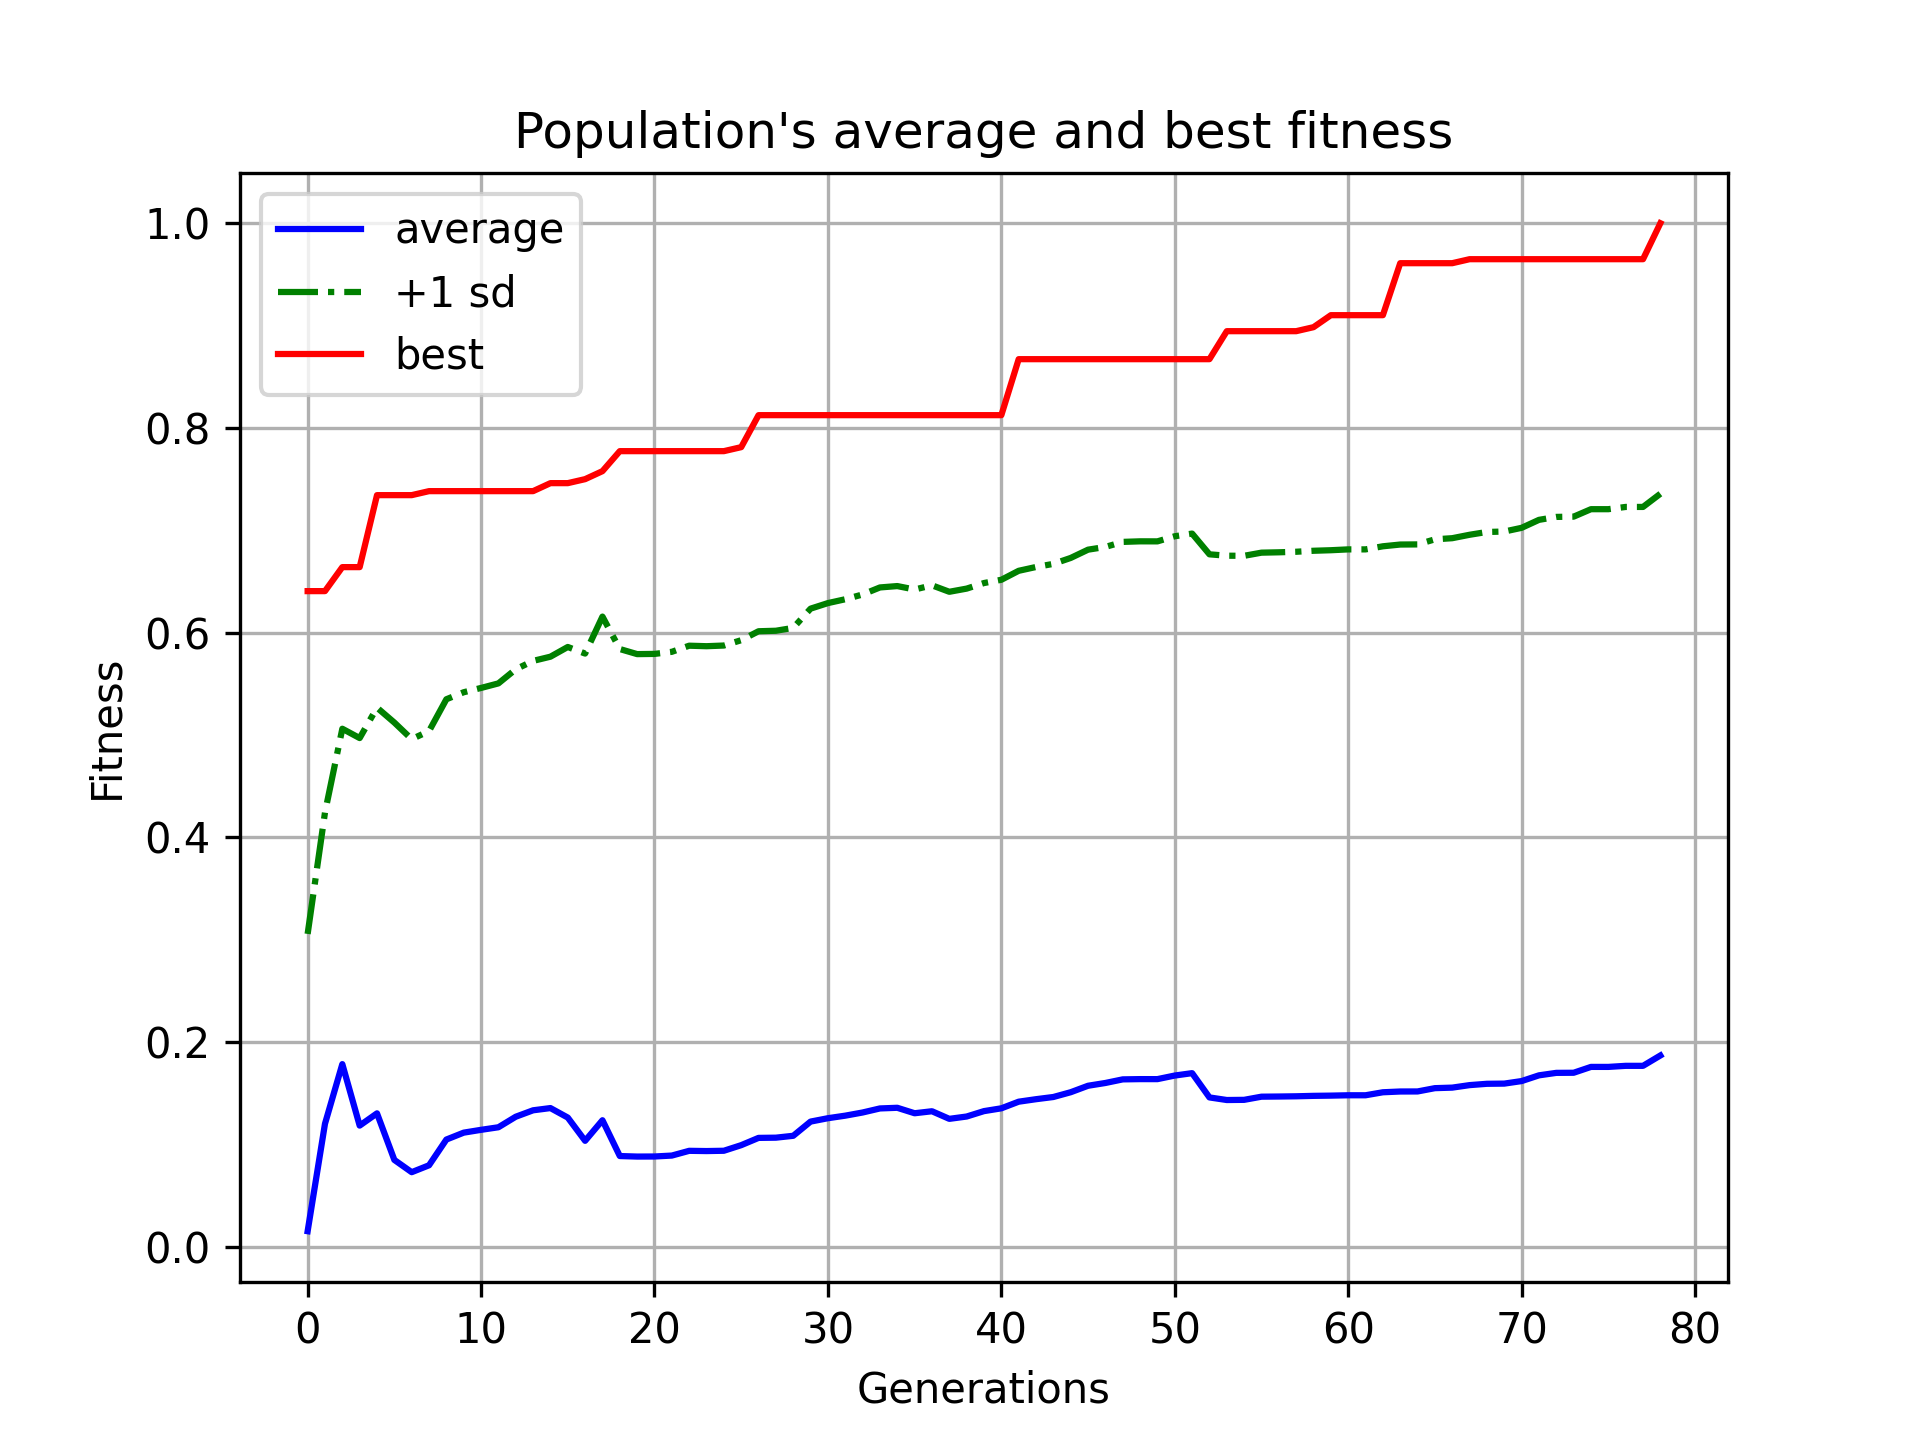 Population's average and best fitness
average
+1 sd
best
1.0
0.8
0.6
0.4
0.2
0.0
Fitness
0 10 20 30 40 50 60 70 80
Generations